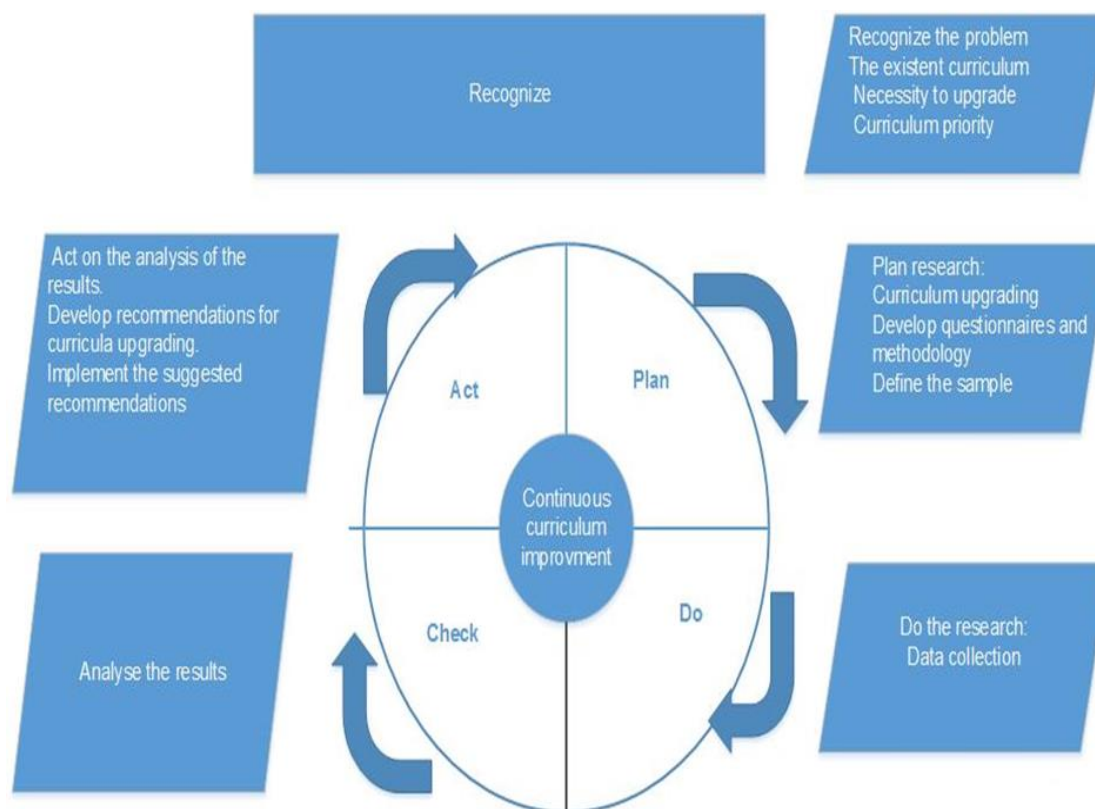 Recognize
Recognize the problem
The existent curriculum
Necessity to upgrade
Curriculum priority
Act on the analysis of the
results.
Develop recommendations for
curricula upgrading.
Implement the suggested
recommendations
Act
Plan
Plan research:
Curriculum upgrading
Develop questionnaires and
methodology
Define the sample
Continuous
curriculum
improvment
Analyse the results
Check
Do
Do the research:
Data collection